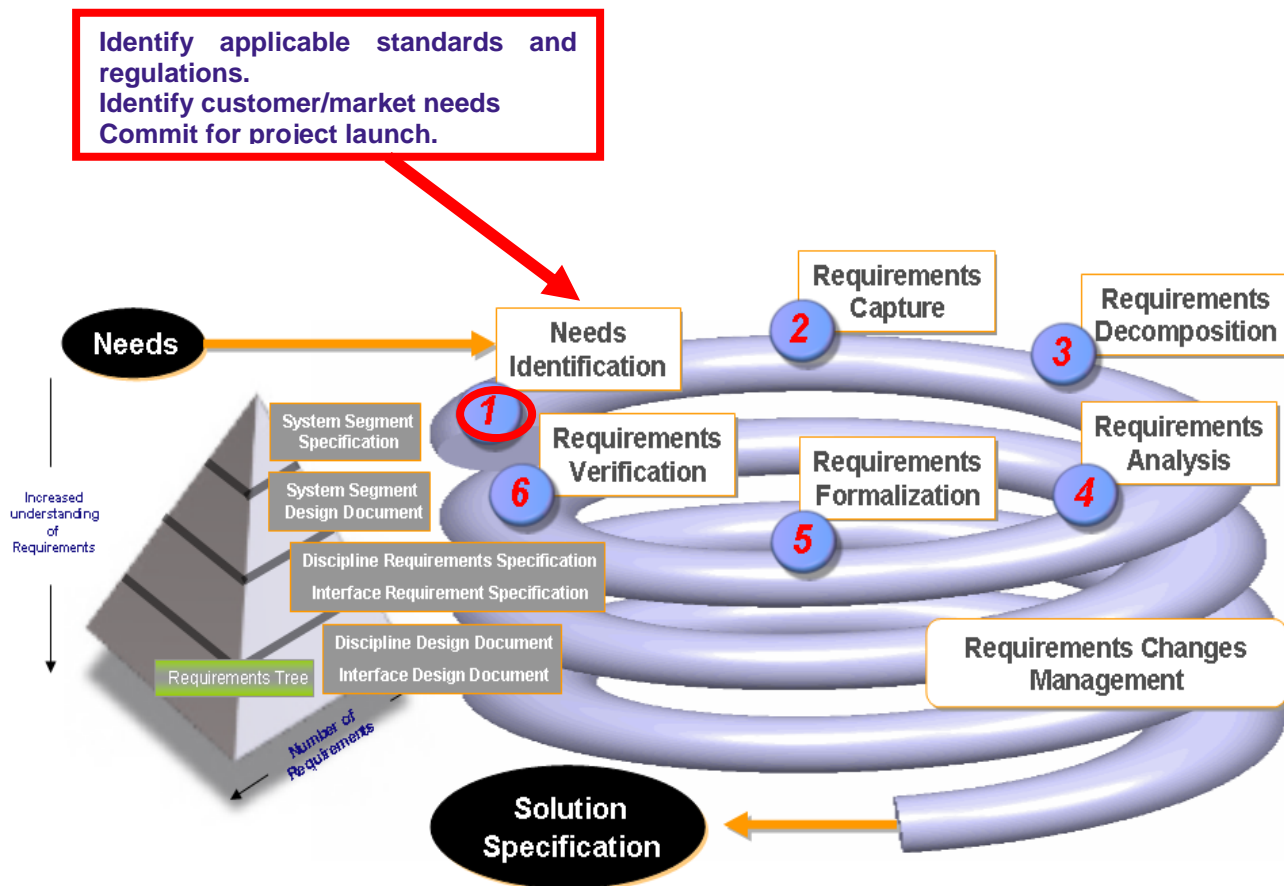 Identify applicable standards and
regulations.
Identify customer/market needs
Commit for project launch.
Needs
Needs
Identification
1
2
Requirements
Capture
3
Requirements
Decomposition
Requirements
Analysis
4
Requirements
Formalization
5
Requirements
Verification
6
System Segment
Specification
System Segment
Design Document
Discipline Requirements Specification
Interface Requirement Specification
Discipline Design Document
Interface Design Document
Increased
understanding
of
Requirements
Requirements Tree
Number of
Requirements
Requirements Changes
Management
Solution
Specification